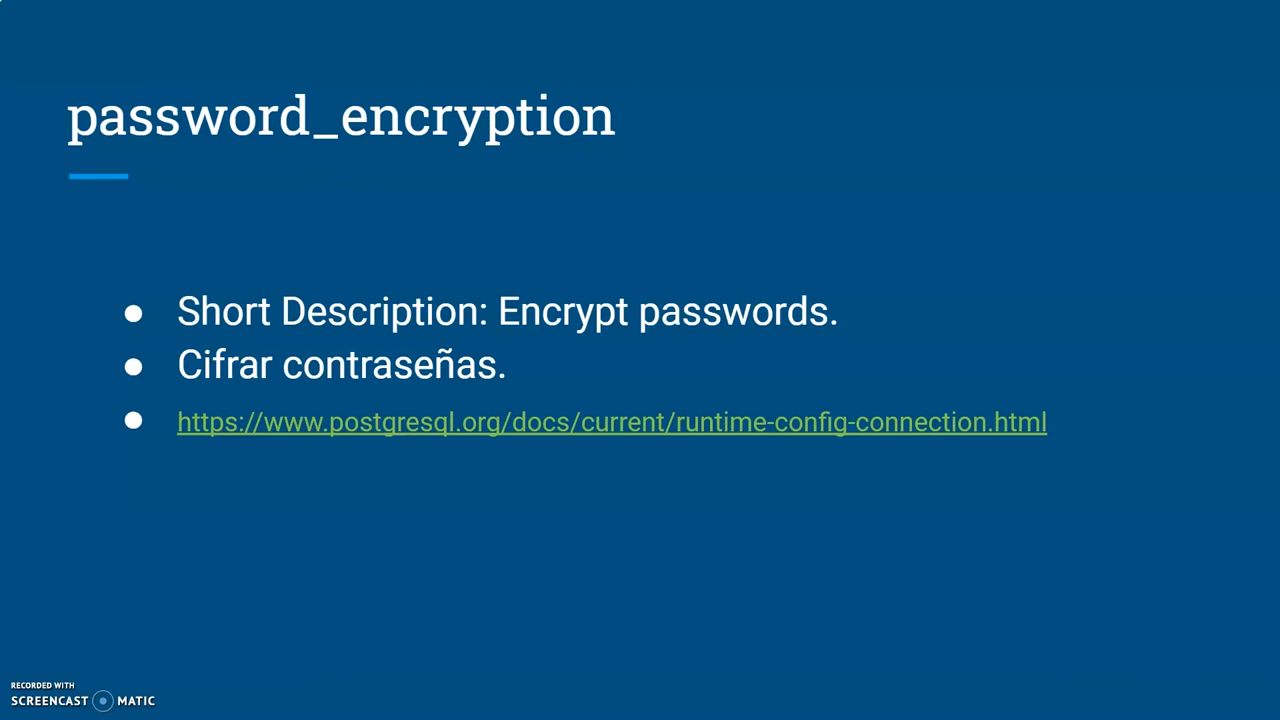 password_encryption
● Short Description: Encrypt passwords.
● Cifrar contraseñas.
● https://www.postgresql.org/docs/current/runtime-config-connection.html
RECORDED WITH
SCREENCAST MATIC